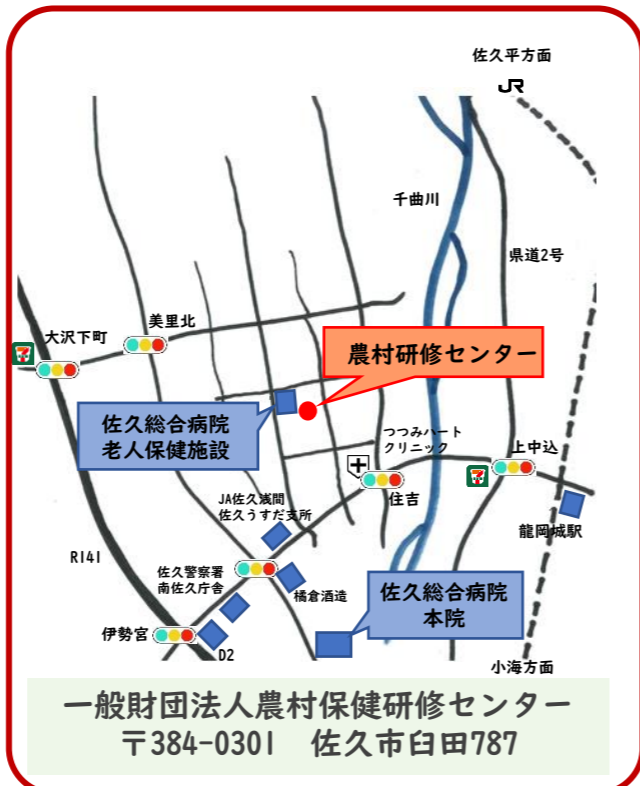 佐久平方面
JR
千曲川
県道2号
美里北
大沢下町
農村研修センター
佐久総合病院
老人保健施設
つつみハート
クリニック
上中込
住吉
JA佐久浅間
佐久うすだ支所
龍岡城駅
R141
佐久警察署
南佐久庁舎
橘倉酒造
佐久総合病院
本院
伊勢宮
D2
小海方面
一般財団法人農村保健研修センター
〒384-0301 佐久市臼田787